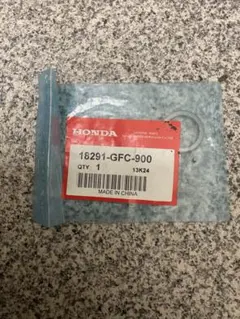 HONDA
18291-GFC-900
QTY 1
13K24
MADE IN CHINA